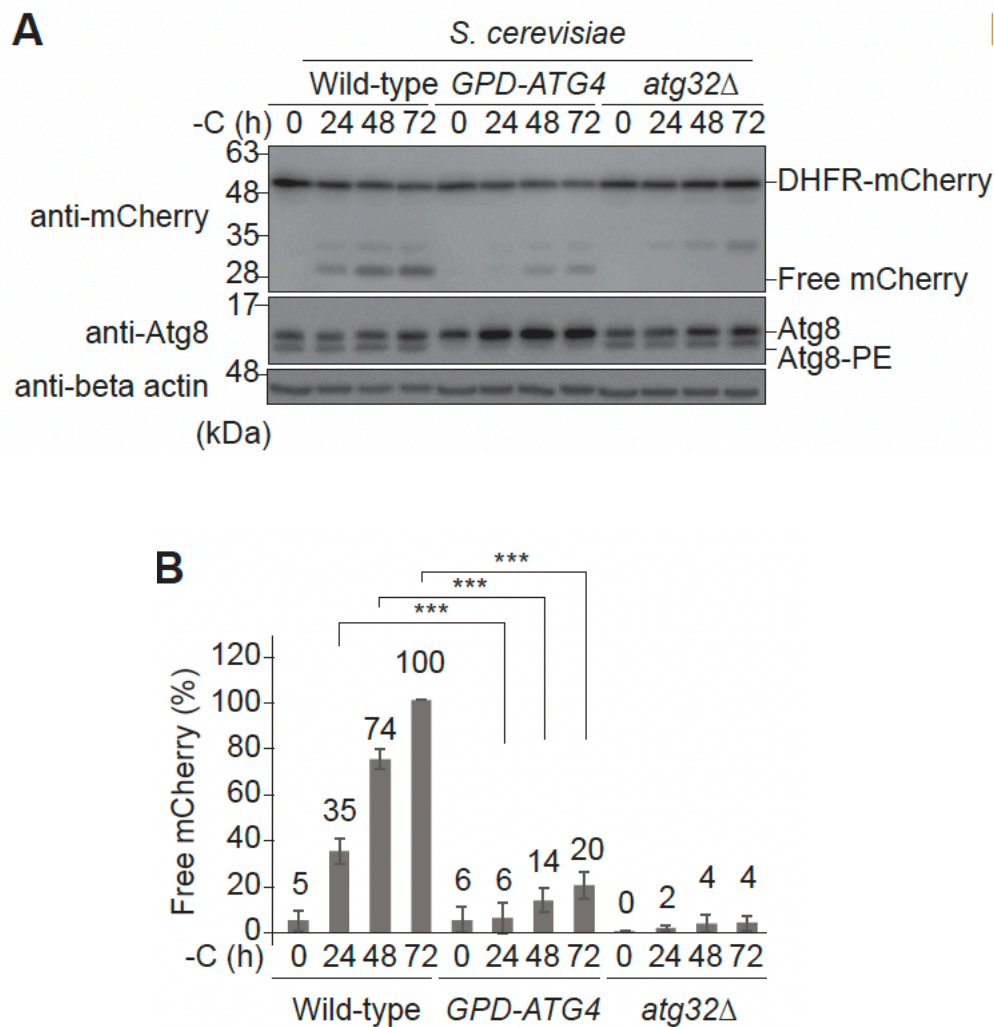 A
S. cerevisiae
Wild-type GPD-ATG4 atg32Δ
-C (h) 0 24 48 72 0 24 48 72 0 24 48 72
63
48
35
28
anti-mCherry
DHFR-mCherry
Free mCherry
17
anti-Atg8
Atg8
Atg8-PE
48
anti-beta actin
(kDa)
B
***
***
***
Free mCherry (%)
120
100
80
60
40
20
0
5 35 74 100 6 6 14 20 0 2 4 4
-C (h) 0 24 48 72 0 24 48 72 0 24 48 72
Wild-type GPD-ATG4 atg32Δ